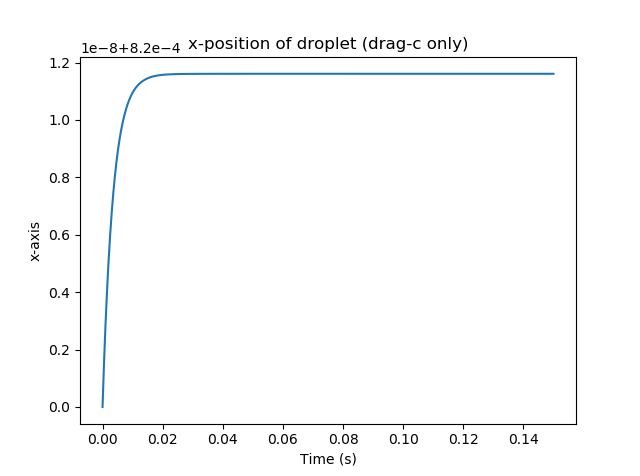 x-position of droplet (drag-c only)
1e−8+8.2e−4
1.2
1.0
0.8
0.6
0.4
0.2
0.0
x-axis
0.00 0.02 0.04 0.06 0.08 0.10 0.12 0.14
Time (s)